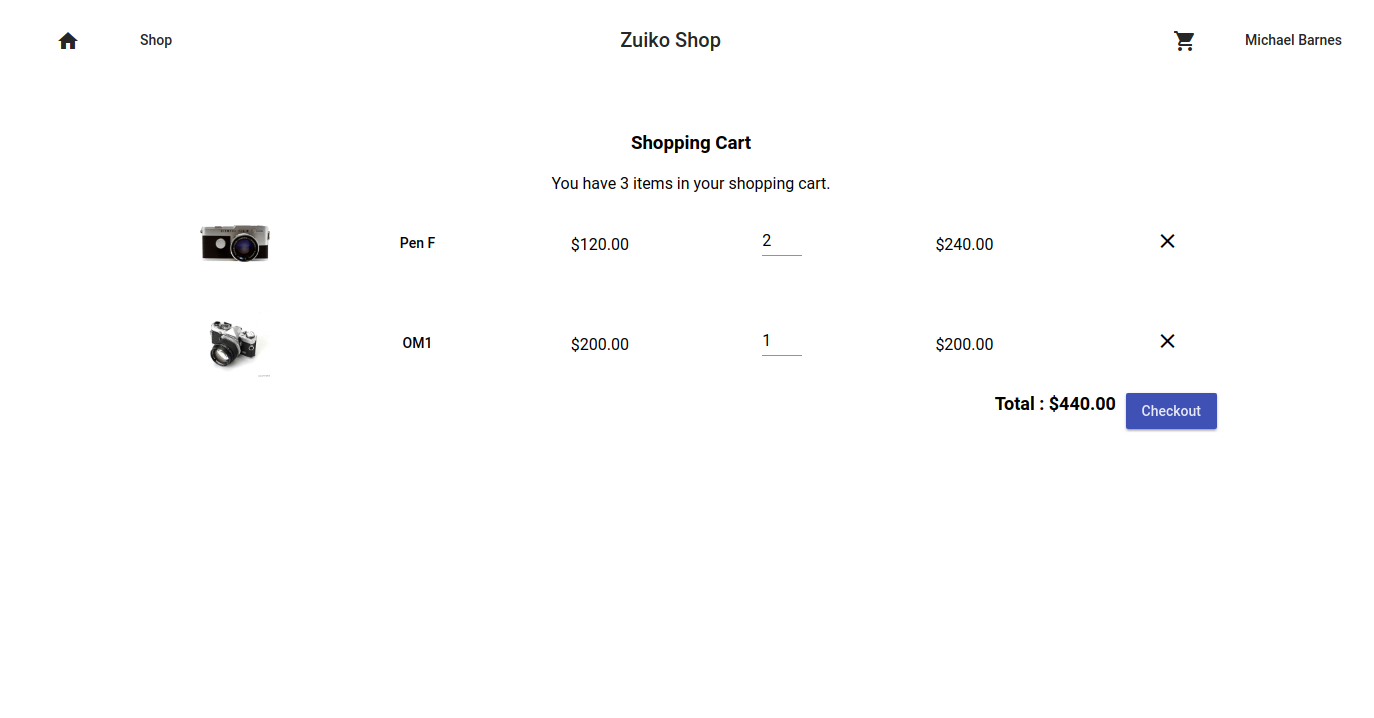 Shop
Zuiko Shop
Michael Barnes
Shopping Cart
You have 3 items in your shopping cart.
Pen F
$120.00
2
$240.00
OM1
$200.00
1
$200.00
Total : $440.00
Checkout